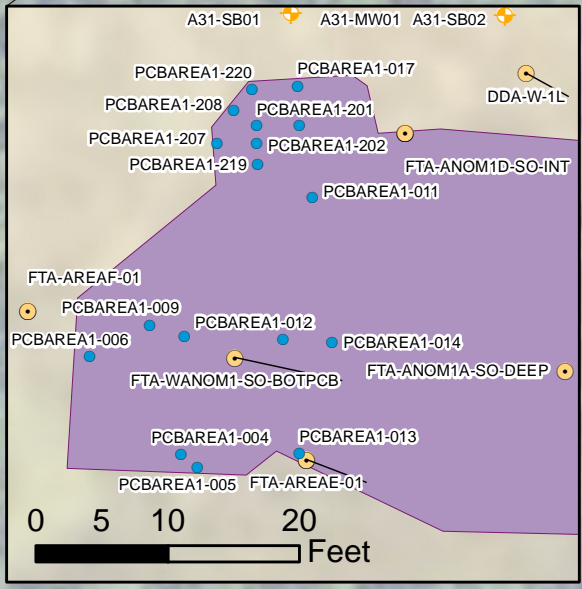 A31-SB01
A31-MW01
A31-SB02
PCBAREA1-220
PCBAREA1-017
DDA-W-1L
PCBAREA1-208
PCBAREA1-201
PCBAREA1-207
PCBAREA1-202
PCBAREA1-219
FTA-ANOM1D-SO-INT
PCBAREA1-011
FTA-AREAF-01
PCBAREA1-009
PCBAREA1-012
PCBAREA1-006
PCBAREA1-014
FTA-WANOM1-SO-BOTPCB
FTA-ANOM1A-SO-DEEP
PCBAREA1-004
PCBAREA1-013
PCBAREA1-005
FTA-AREAE-01
0 5 10 20
Feet